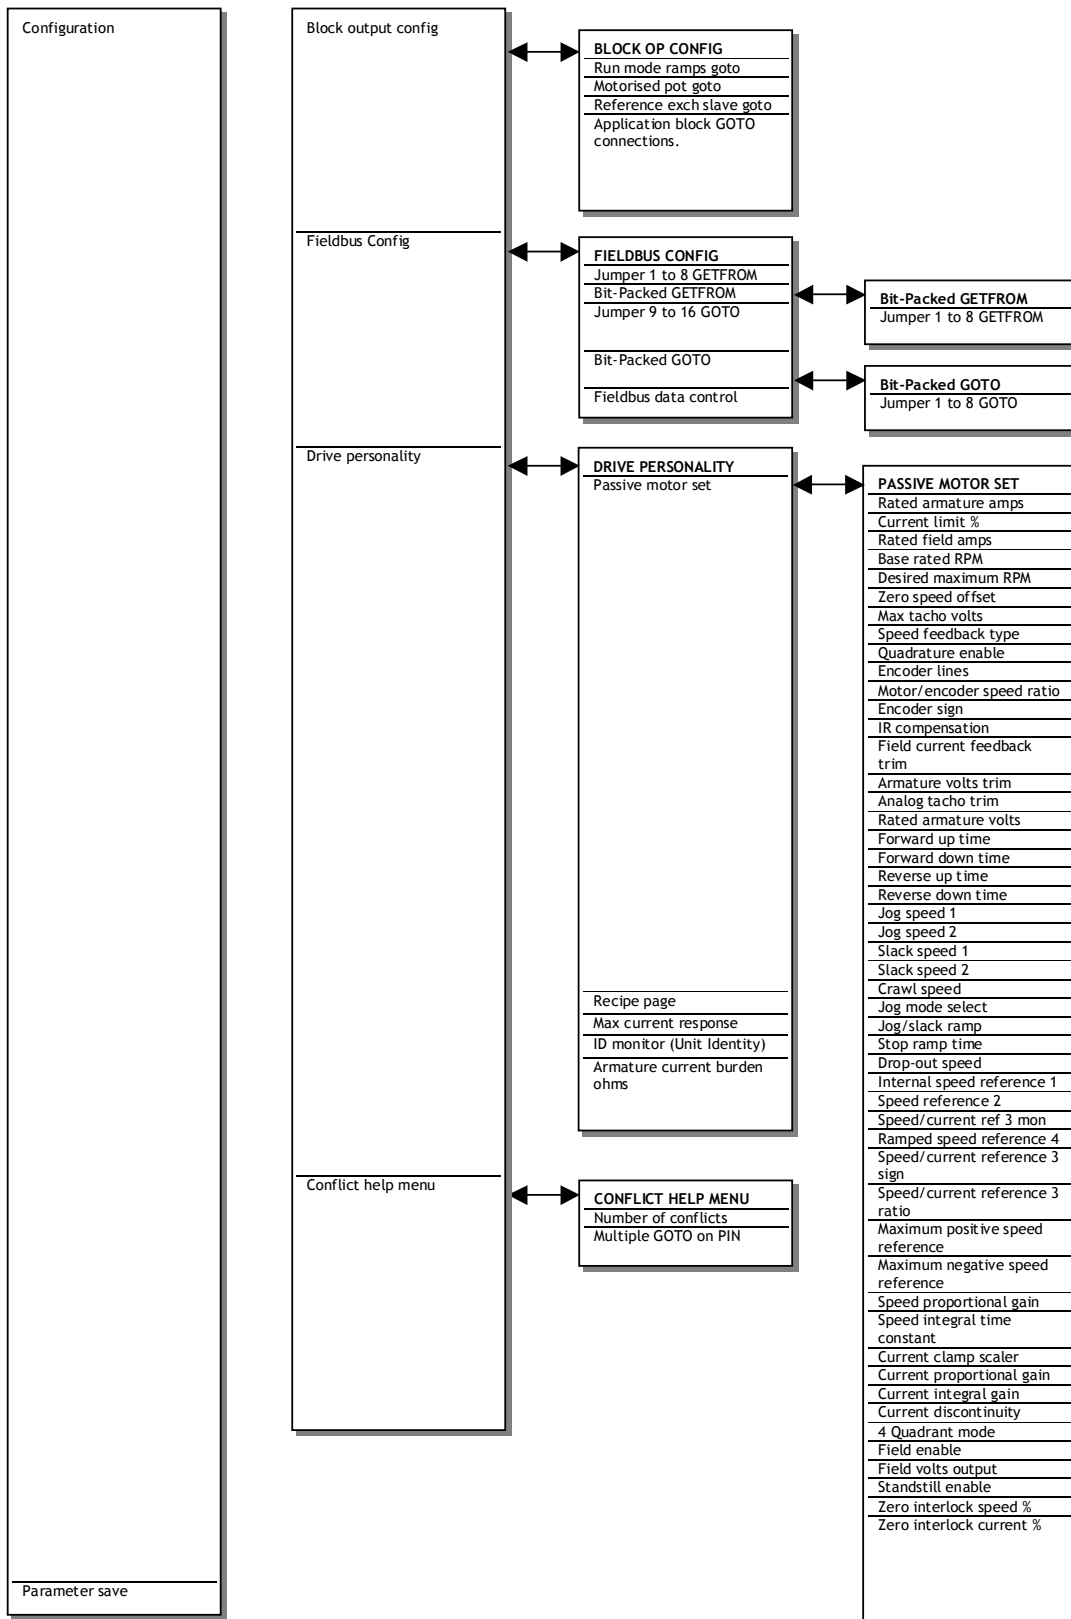 Configuration
Parameter save
Block output config
Fieldbus Config
Drive personality
Conflict help menu
BLOCK OP CONFIG
Run mode ramps goto
Motorised pot goto
Reference exch slave goto
Application block GOTO
connections.
FIELDBUS CONFIG
Jumper 1 to 8 GETFROM
Bit-Packed GETFROM
Jumper 9 to 16 GOTO
Bit-Packed GOTO
Fieldbus data control
Bit-Packed GETFROM
Jumper 1 to 8 GETFROM
Bit-Packed GOTO
Jumper 1 to 8 GOTO
DRIVE PERSONALITY
Passive motor set
Recipe page
Max current response
ID monitor (Unit Identity)
Armature current burden
ohms
PASSIVE MOTOR SET
Rated armature amps
Current limit %
Rated field amps
Base rated RPM
Desired maximum RPM
Zero speed offset
Max tacho volts
Speed feedback type
Quadrature enable
Encoder lines
Motor/encoder speed ratio
Encoder sign
IR compensation
Field current feedback
trim
Armature volts trim
Analog tacho trim
Rated armature volts
Forward up time
Forward down time
Reverse up time
Reverse down time
Jog speed 1
Jog speed 2
Slack speed 1
Slack speed 2
Crawl speed
Jog mode select
Jog/slack ramp
Stop ramp time
Drop-out speed
Internal speed reference 1
Speed reference 2
Speed/current ref 3 mon
Ramped speed reference 4
Speed/current reference 3
sign
Speed/current reference 3
ratio
Maximum positive speed
reference
Maximum negative speed
reference
Speed proportional gain
Speed integral time
constant
Current clamp scaler
Current proportional gain
Current integral gain
Current discontinuity
4 Quadrant mode
Field enable
Field volts output
Standstill enable
Zero interlock speed %
Zero interlock current %
CONFLICT HELP MENU
Number of conflicts
Multiple GOTO on PIN